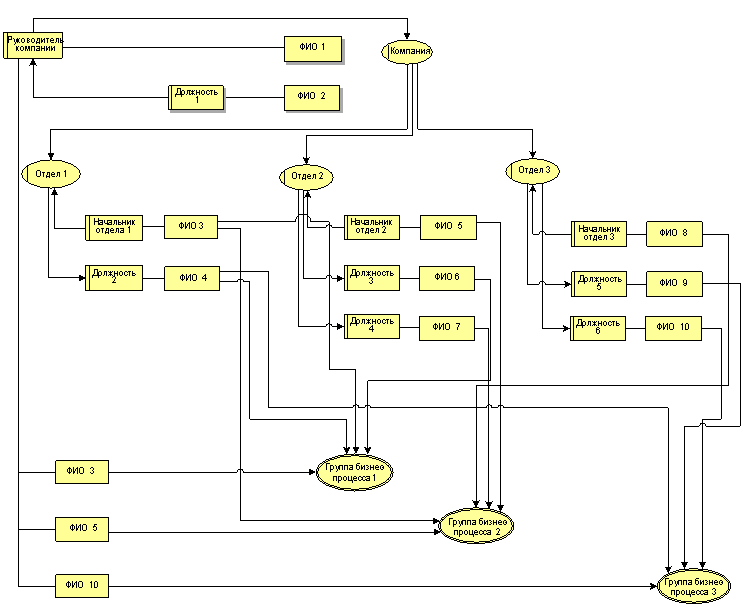 Руководитель
компании
ФИО 1
Компания
Должность
1
ФИО 2
Отдел 1
Отдел 2
Отдел 3
Начальник
отдела 1
ФИО 3
Начальник
отдел 2
ФИО 5
Начальник
отдел 3
ФИО 8
Должность
2
ФИО 4
Должность
3
ФИО 6
Должность
5
ФИО 9
Должность
4
ФИО 7
Должность
6
ФИО 10
ФИО 3
Группа бизнес
процесса 1
ФИО 5
Группа бизнес
процесса 2
ФИО 10
Группа бизнес
процесса 3